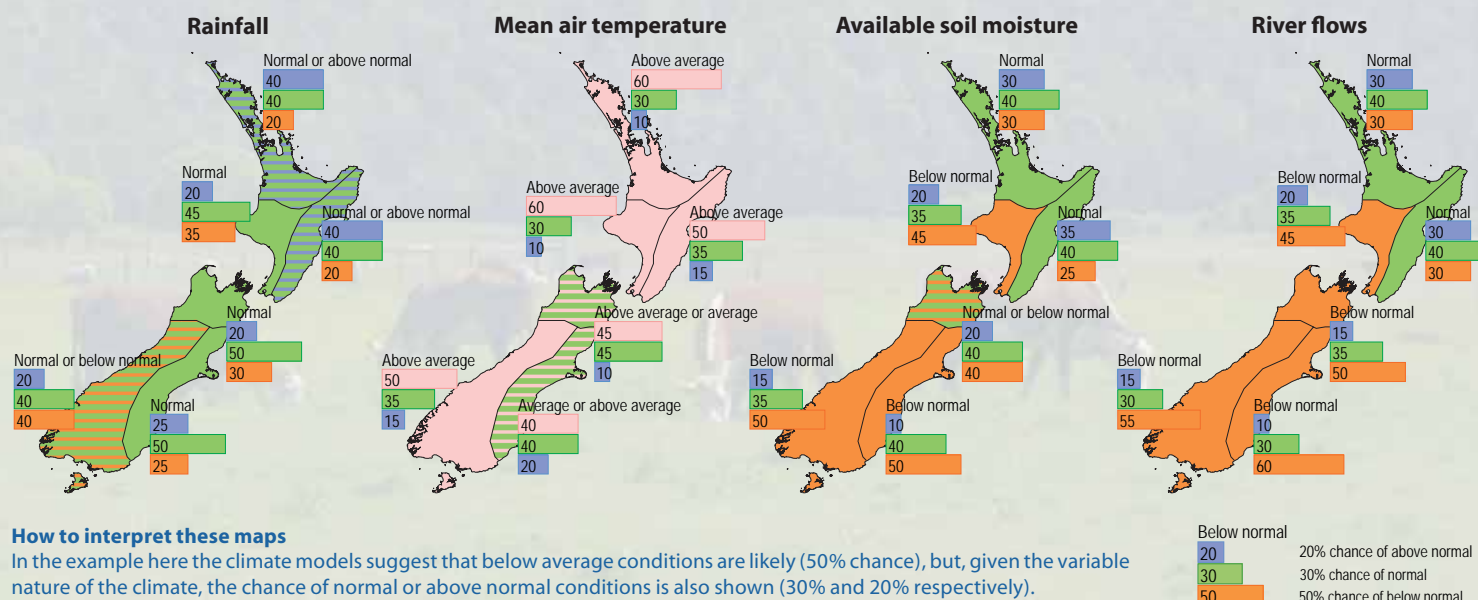 Rainfall
Normal or above normal
40
40
20
Normal
20
45
35
Normal or above normal
40
40
20
Normal
20
50
30
Normal or below normal
20
40
40
Normal
25
50
25
Mean air temperature
Above average
60
30
10
Above average
60
30
10
Above average
50
35
15
Above average or average
45
45
10
Above average
50
35
15
Average or above average
40
40
20
Available soil moisture
Normal
30
40
30
Below normal
20
35
45
Normal
35
40
25
Normal or below normal
20
40
40
Below normal
15
35
50
Below normal
10
40
50
River flows
Normal
30
40
30
Below normal
20
35
45
Normal
30
40
30
Below normal
15
35
50
Below normal
15
30
55
Below normal
10
30
60
How to interpret these maps
In the example here the climate models suggest that below average conditions are likely (50% chance), but, given the variable
nature of the climate, the chance of normal or above normal conditions is also shown (30% and 20% respectively).
Below normal
20 20% chance of above normal
30 30% chance of normal
50 50% chance of below normal